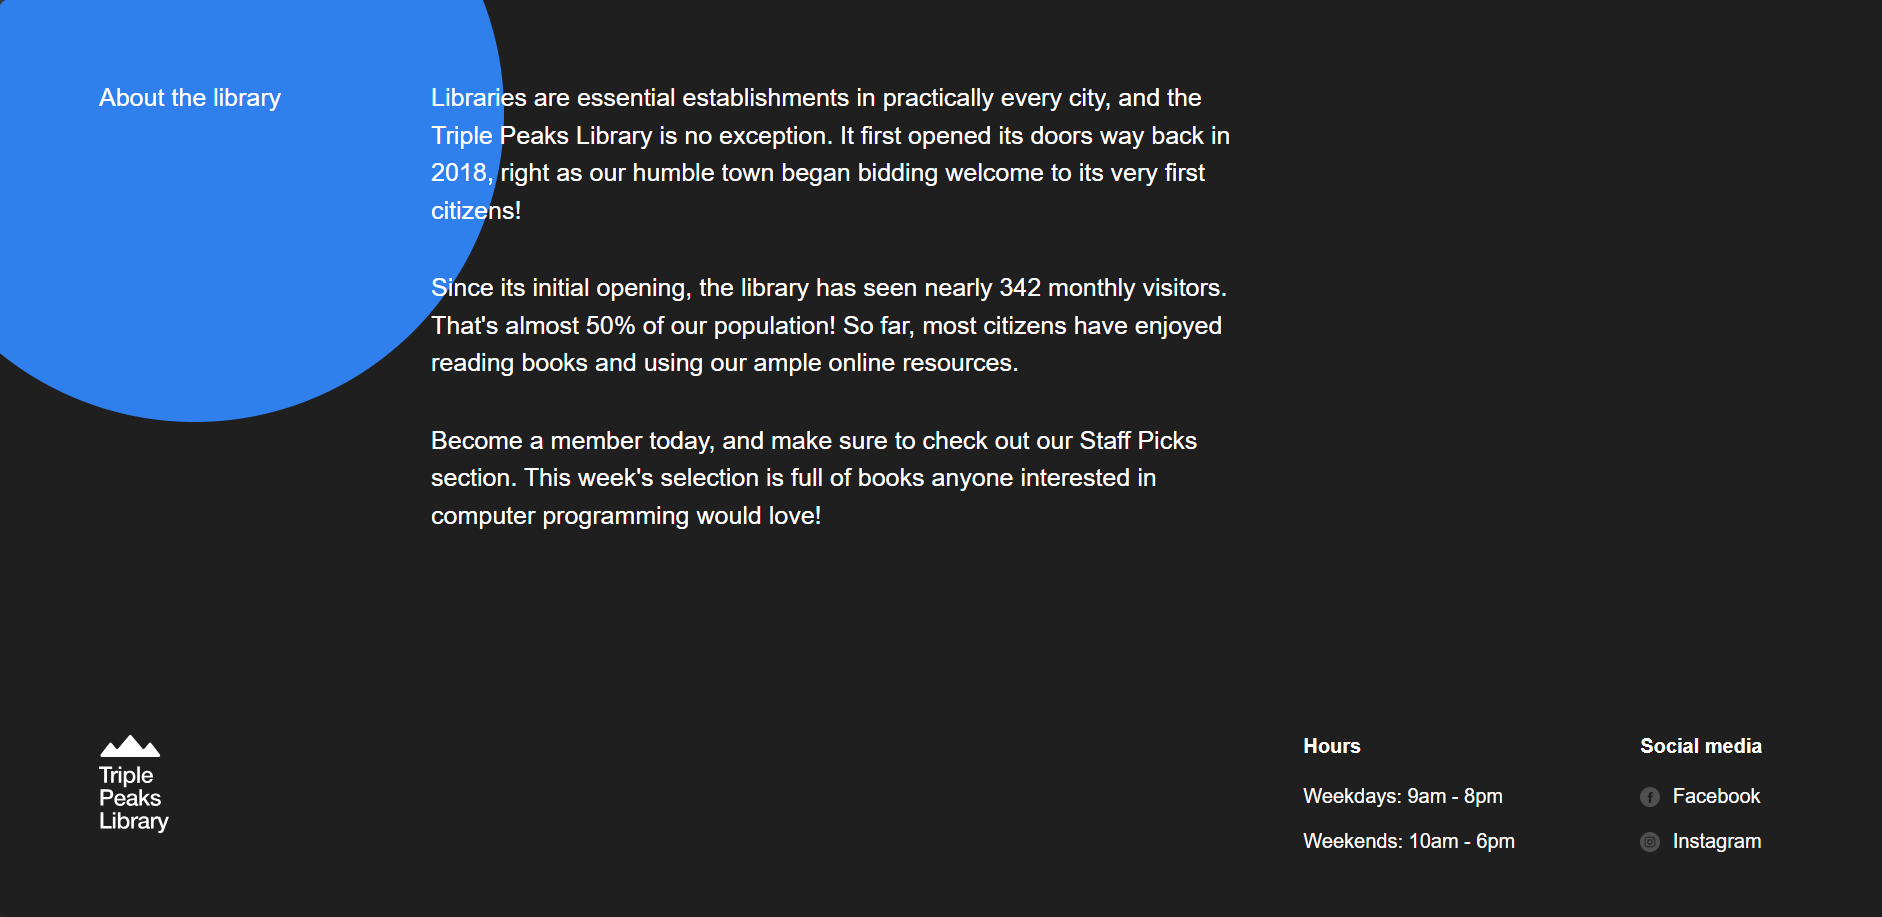 About the library
Libraries are essential establishments in practically every city, and the
Triple Peaks Library is no exception. It first opened its doors way back in
2018, right as our humble town began bidding welcome to its very first
citizens!
Since its initial opening, the library has seen nearly 342 monthly visitors.
That's almost 50% of our population! So far, most citizens have enjoyed
reading books and using our ample online resources.
Become a member today, and make sure to check out our Staff Picks
section. This week's selection is full of books anyone interested in
computer programming would love!
Triple
Peaks
Library
Hours
Weekdays: 9am - 8pm
Weekends: 10am - 6pm
Social media
Facebook
Instagram